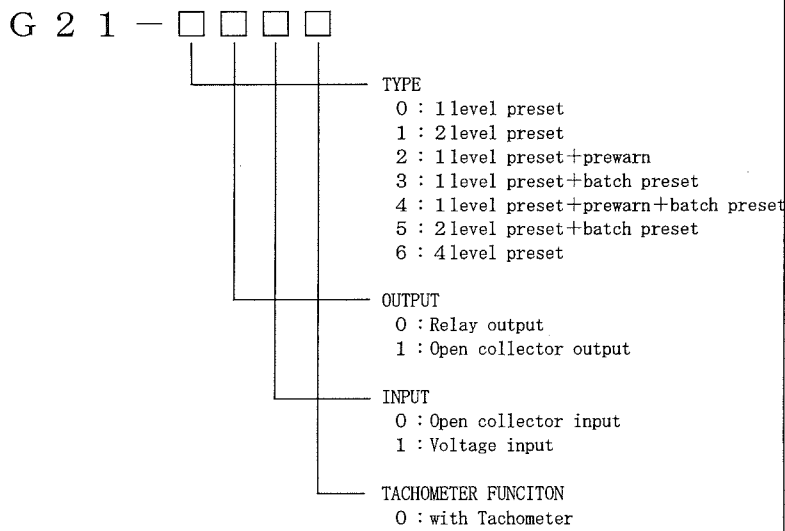 G 2 1 － □ □ □ □
TYPE
0 : 1 level preset
1 : 2 level preset
2 : 1 level preset＋prewarn
3 : 1 level preset＋batch preset
4 : 1 level preset＋prewarn＋batch preset
5 : 2 level preset＋batch preset
6 : 4 level preset
OUTPUT
0 : Relay output
1 : Open collector output
INPUT
0 : Open collector input
1 : Voltage input
TACHOMETER FUNCITON
0 : with Tachometer